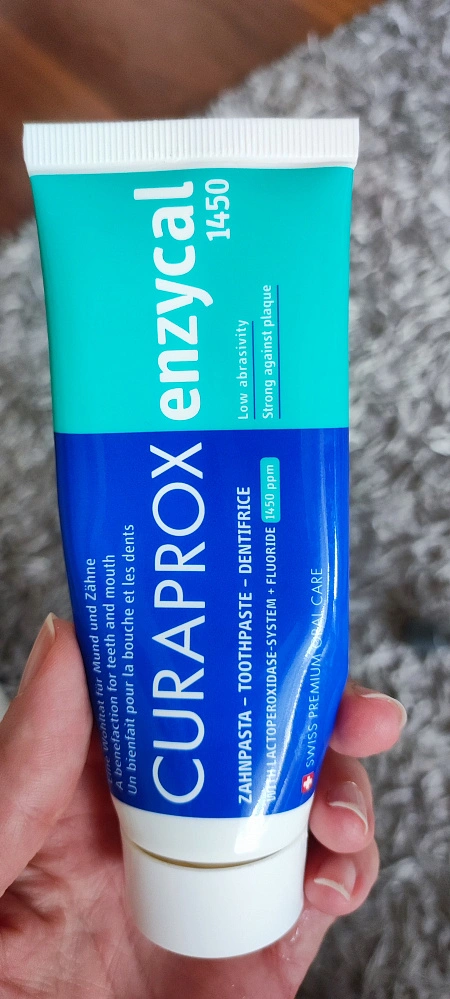 Eine Wohltat für Mund und Zähne
A benefaction for teeth and mouth
Un bienfait pour la bouche et les dents
CURAPROX enzycal
1450
ZAHNPASTA – TOOTHPASTE – DENTIFRICE
WITH LACTOPEROXIDASE-SYSTEM + FLUORIDE 1450 ppm
Low abrasivity
Strong against plaque
SWISS PREMIUM ORAL CARE